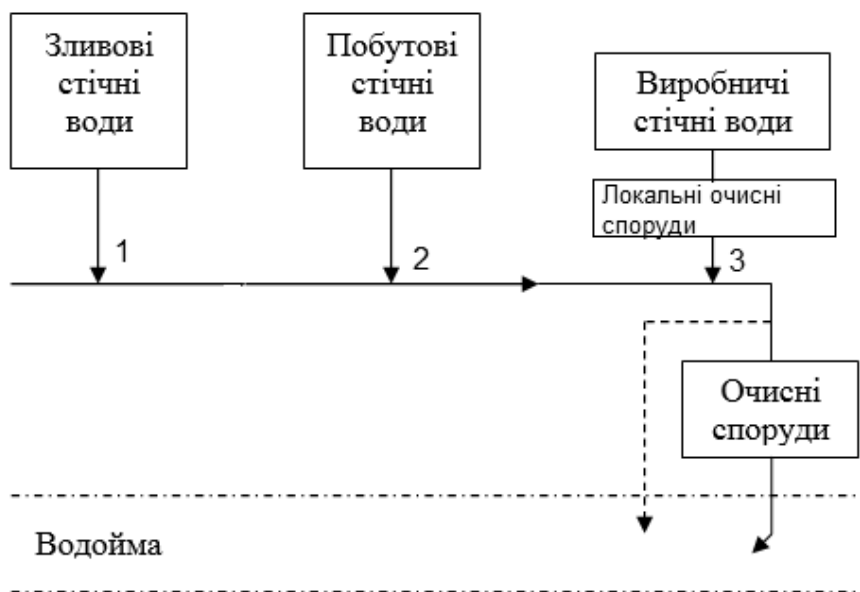 Зливові
стічні
води
Побутові
стічні
води
Виробничі
стічні води
Локальні очисні
споруди
1
2
3
Очисні
споруди
Водойма